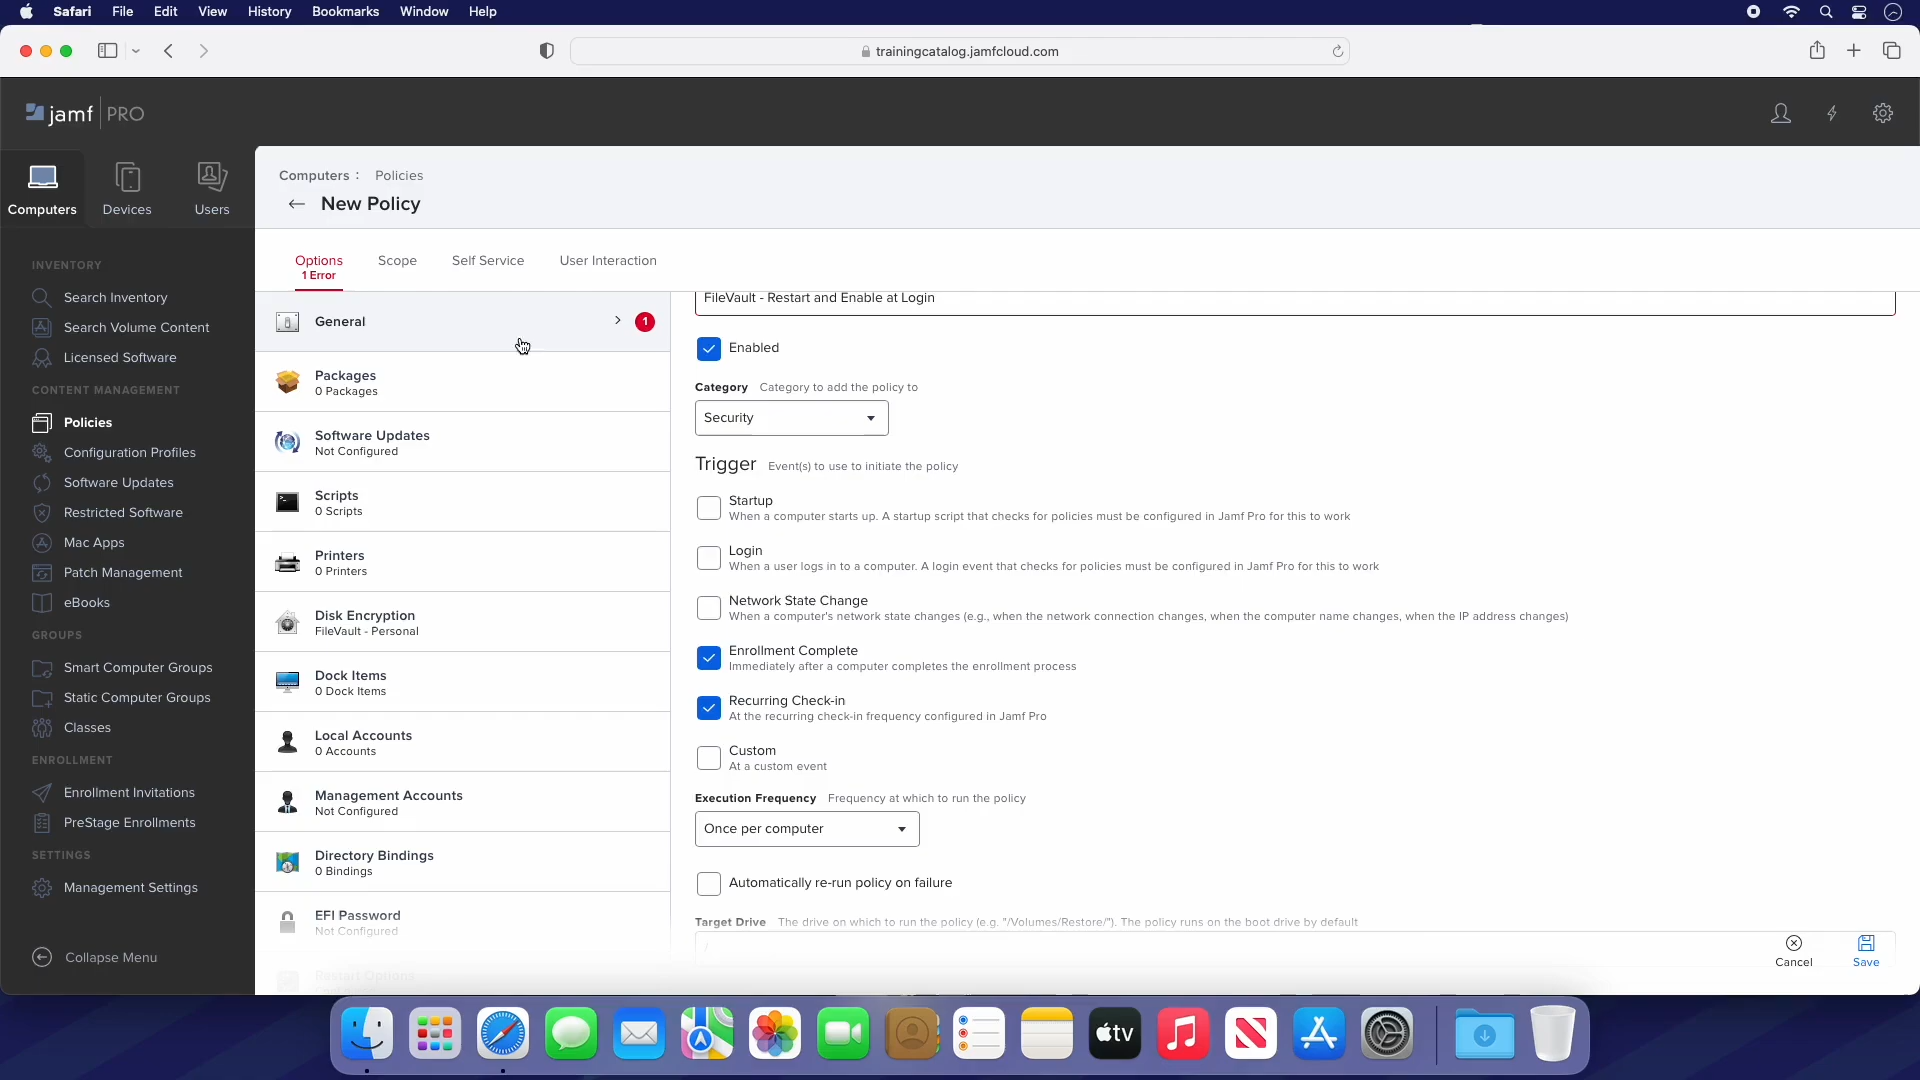 Safari File Edit View History Bookmarks Window Help
trainingcatalog.jamfcloud.com
jamf PRO
Computers Devices Users
INVENTORY
Search Inventory
Search Volume Content
Licensed Software
CONTENT MANAGEMENT
Policies
Configuration Profiles
Software Updates
Restricted Software
Mac Apps
Patch Management
eBooks
GROUPS
Smart Computer Groups
Static Computer Groups
Classes
ENROLLMENT
Enrollment Invitations
PreStage Enrollments
SETTINGS
Management Settings
Collapse Menu
Computers : Policies
← New Policy
Options Scope Self Service User Interaction
1 Error
General 1
Packages
0 Packages
Software Updates
Not Configured
Scripts
0 Scripts
Printers
0 Printers
Disk Encryption
FileVault - Personal
Dock Items
0 Dock Items
Local Accounts
0 Accounts
Management Accounts
Not Configured
Directory Bindings
0 Bindings
EFI Password
Not Configured
Restart Options
FileVault - Restart and Enable at Login
Enabled
Category Category to add the policy to
Security
Trigger Event(s) to use to initiate the policy
Startup
When a computer starts up. A startup script that checks for policies must be configured in Jamf Pro for this to work
Login
When a user logs in to a computer. A login event that checks for policies must be configured in Jamf Pro for this to work
Network State Change
When a computer's network state changes (e.g., when the network connection changes, when the computer name changes, when the IP address changes)
Enrollment Complete
Immediately after a computer completes the enrollment process
Recurring Check-in
At the recurring check-in frequency configured in Jamf Pro
Custom
At a custom event
Execution Frequency Frequency at which to run the policy
Once per computer
Automatically re-run policy on failure
Target Drive The drive on which to run the policy (e.g. "/Volumes/Restore/"). The policy runs on the boot drive by default
/
Cancel Save
tv